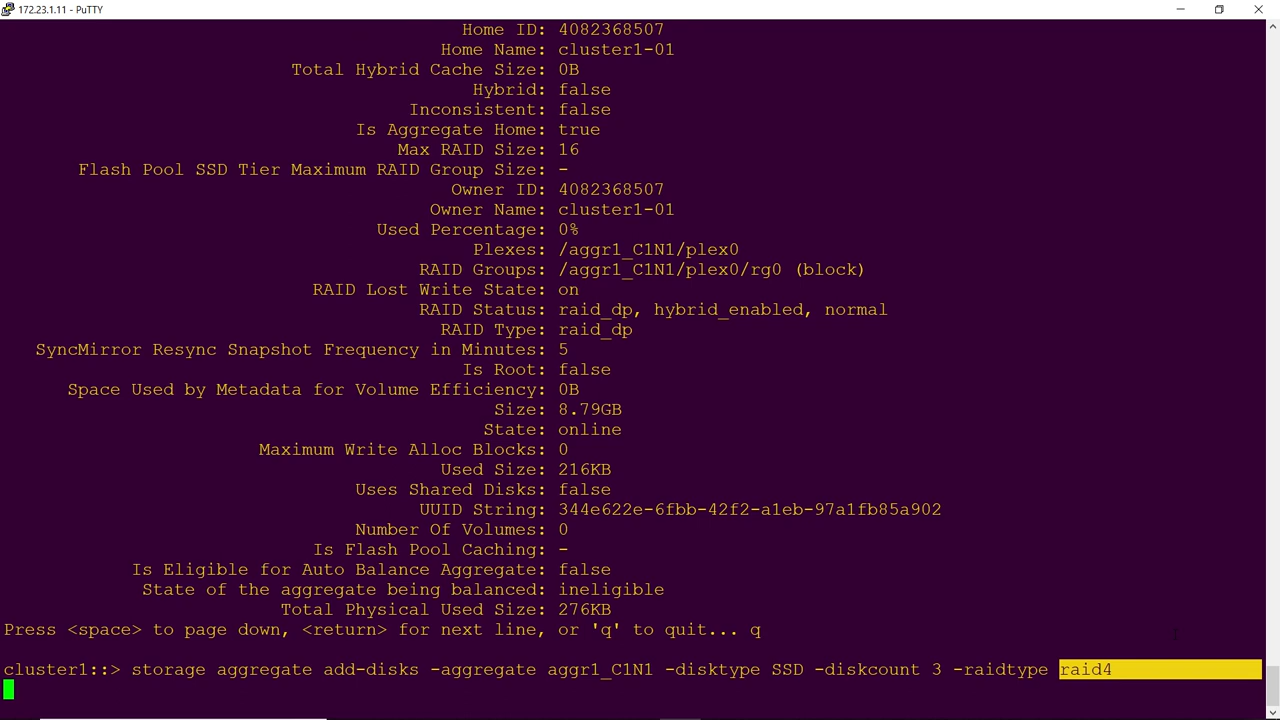 172.23.1.11 - PuTTY
Home ID: 4082368507
Home Name: cluster1-01
Total Hybrid Cache Size: 0B
Hybrid: false
Inconsistent: false
Is Aggregate Home: true
Max RAID Size: 16
Flash Pool SSD Tier Maximum RAID Group Size: -
Owner ID: 4082368507
Owner Name: cluster1-01
Used Percentage: 0%
Plexes: /aggr1_C1N1/plex0
RAID Groups: /aggr1_C1N1/plex0/rg0 (block)
RAID Lost Write State: on
RAID Status: raid_dp, hybrid_enabled, normal
RAID Type: raid_dp
SyncMirror Resync Snapshot Frequency in Minutes: 5
Is Root: false
Space Used by Metadata for Volume Efficiency: 0B
Size: 8.79GB
State: online
Maximum Write Alloc Blocks: 0
Used Size: 216KB
Uses Shared Disks: false
UUID String: 344e622e-6fbb-42f2-a1eb-97a1fb85a902
Number Of Volumes: 0
Is Flash Pool Caching: -
Is Eligible for Auto Balance Aggregate: false
State of the aggregate being balanced: ineligible
Total Physical Used Size: 276KB
Press <space> to page down, <return> for next line, or 'q' to quit... q
cluster1::> storage aggregate add-disks -aggregate aggr1_C1N1 -disktype SSD -diskcount 3 -raidtype raid4